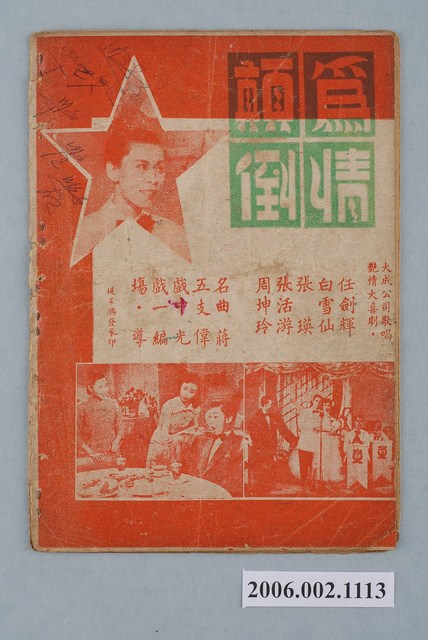 爲情
顛倒
大成公司歌唱
艷情大喜劇。
任劍輝
白雪仙
張瑛
張活游
周坤玲
名曲 蔣
五支 偉
戲中 光
戲一 編
場・導
2006.002.1113